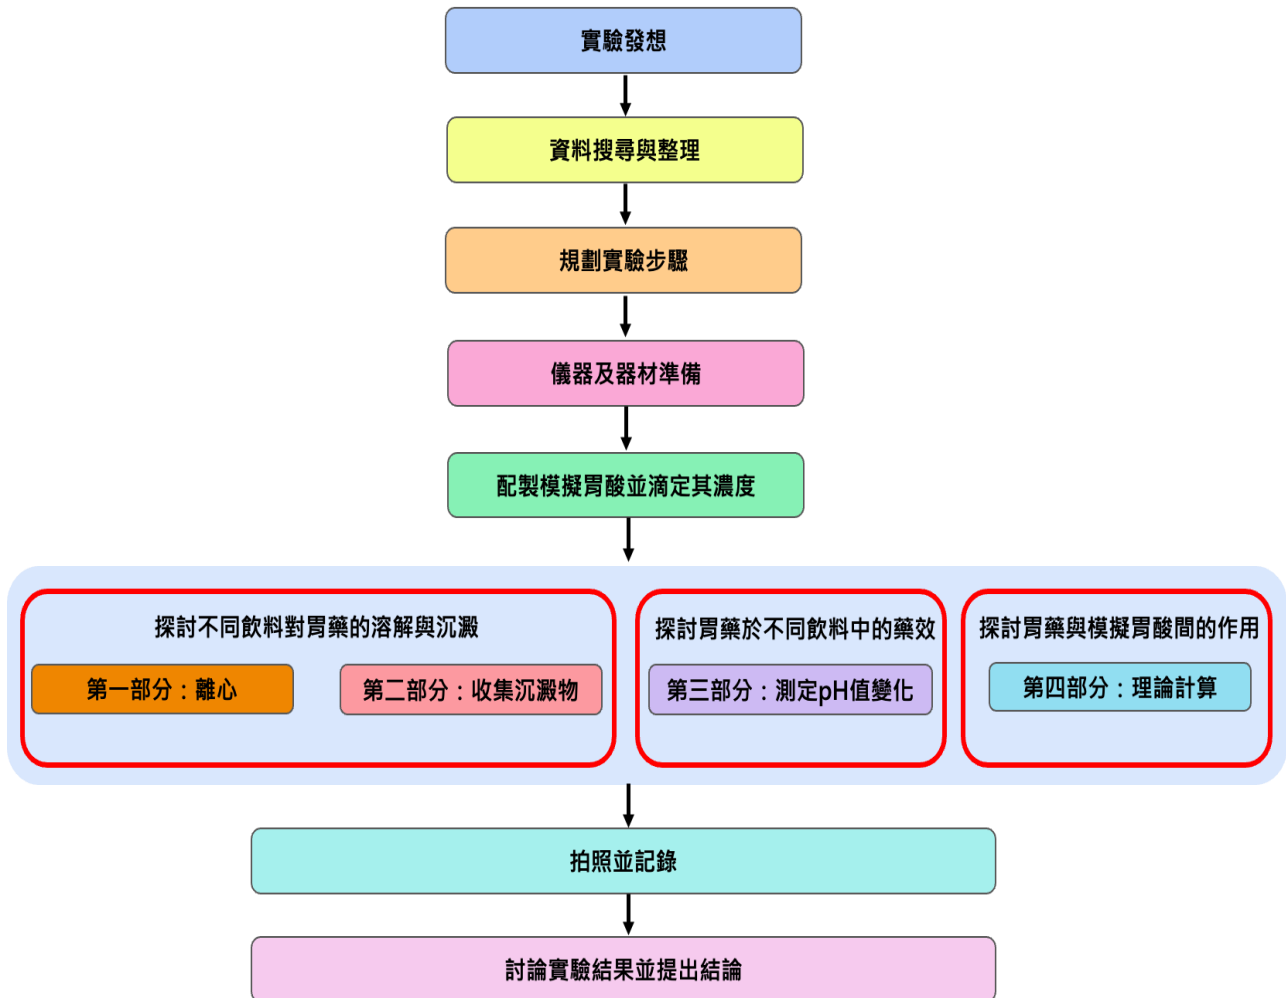 實驗發想
資料搜尋與整理
規劃實驗步驟
儀器及器材準備
配製模擬胃酸並滴定其濃度
探討不同飲料對胃藥的溶解與沉澱
第一部分：離心
第二部分：收集沉澱物
探討胃藥於不同飲料中的藥效
第三部分：測定pH值變化
探討胃藥與模擬胃酸間的作用
第四部分：理論計算
拍照並記錄
討論實驗結果並提出結論